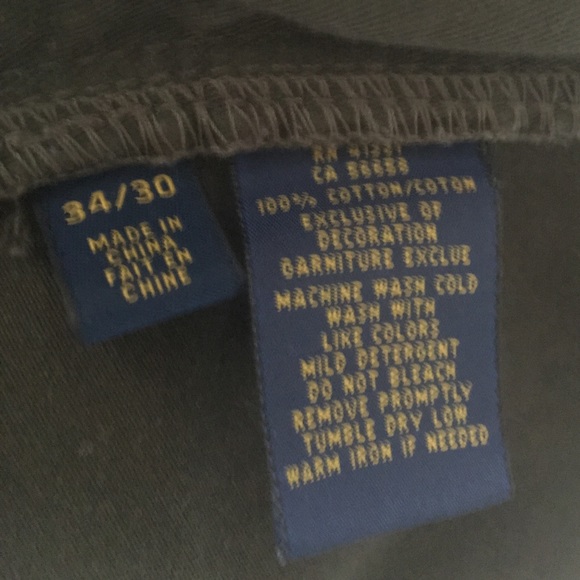 34/30
MADE IN
CHINA
FAIT EN
CHINE
RN 41381
CA 56658
100% COTTON/COTON
EXCLUSIVE OF
DECORATION
GARNITURE EXCLUE
MACHINE WASH COLD
WASH WITH
LIKE COLORS
MILD DETERGENT
DO NOT BLEACH
REMOVE PROMPTLY
TUMBLE DRY LOW
WARM IRON IF NEEDED